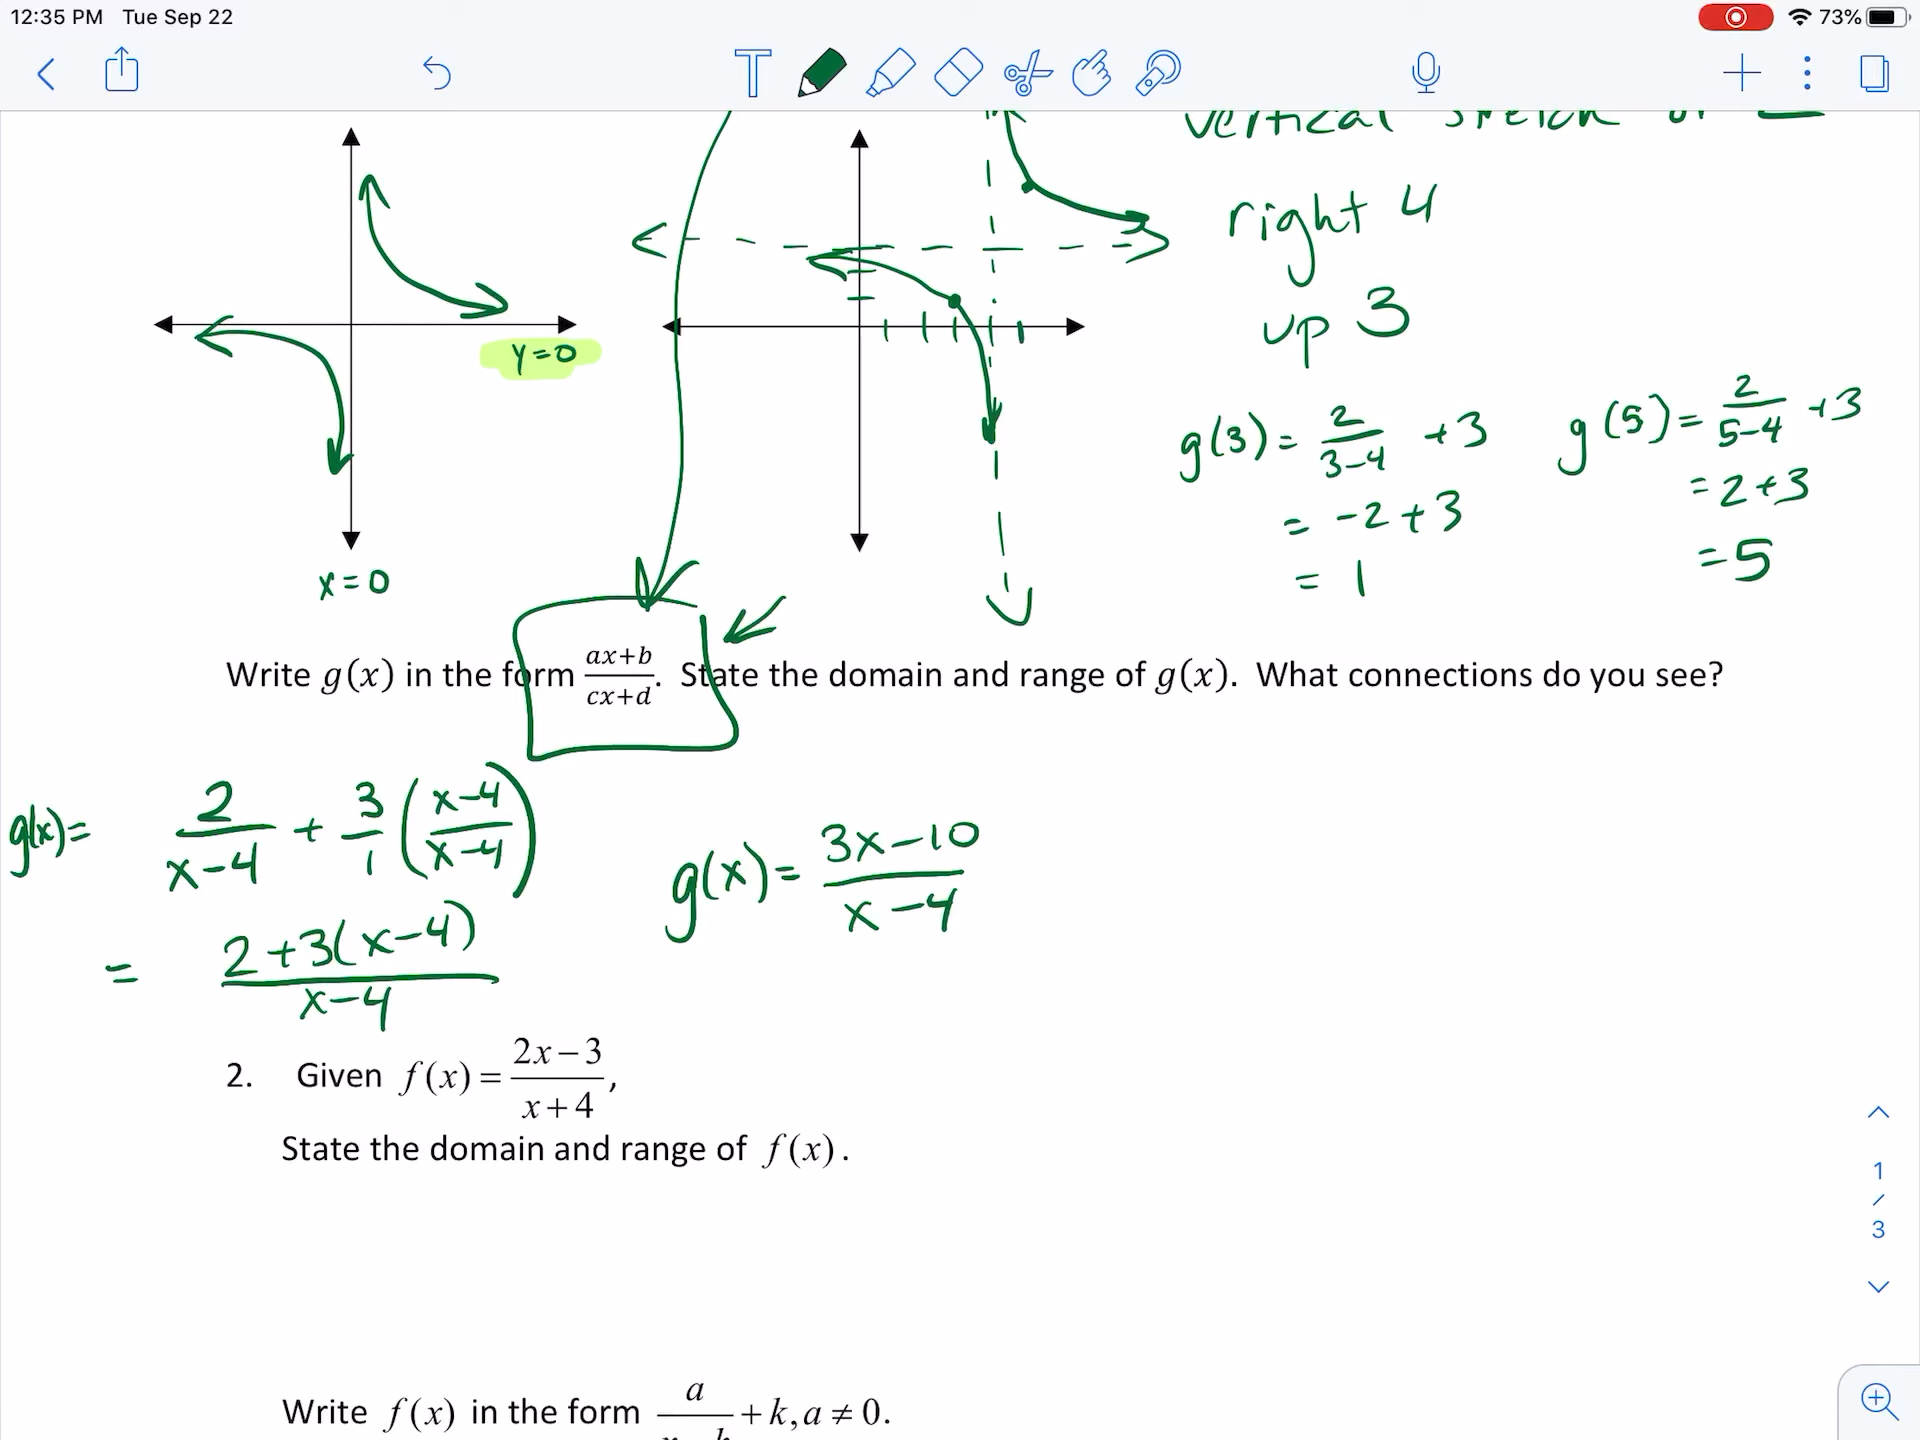 12:35 PM Tue Sep 22
73%
T
vertical stretch of 2
right 4
up 3
y=0
x=0
g(3) = 2/(3-4) +3
= -2+3
= 1
g(5) = 2/(5-4) +3
= 2+3
= 5
Write g(x) in the form (ax+b)/(cx+d). State the domain and range of g(x). What connections do you see?
g(x) = 2/(x-4) + 3/1 ((x-4)/(x-4))
= (2+3(x-4))/(x-4)
g(x) = (3x-10)/(x-4)
2. Given f(x) = (2x-3)/(x+4),
State the domain and range of f(x).
1
/
3
Write f(x) in the form a/(x-h) + k, a ≠ 0.